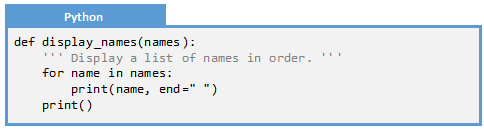 Python
def display_names(names):
    ''' Display a list of names in order. '''
    for name in names:
        print(name, end=" ")
    print()